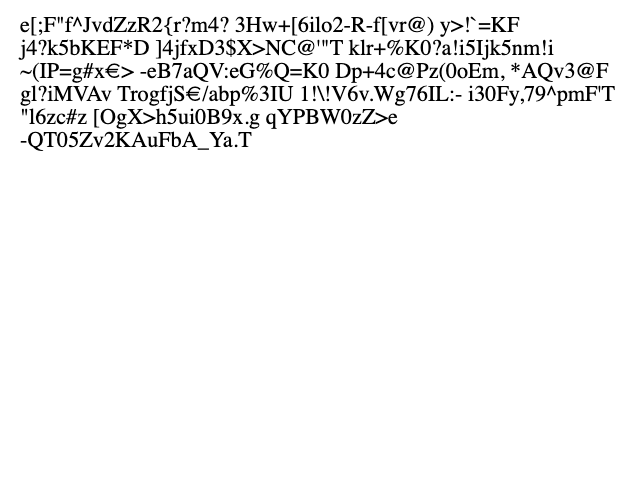 e[;F"f^JvdZzR2{r?m4? 3Hw+[6ilo2-R-f[vr@) y>!`=KF
j4?k5bKEF*D ]4jfxD3$X>NC@'"T klr+%K0?a!i5Ijk5nm!i
~(IP=g#x€> -eB7aQV:eG%Q=K0 Dp+4c@Pz(0oEm, *AQv3@F
gl?iMVAv TrogfjS€/abp%3IU 1!\!V6v.Wg76IL:- i30Fy,79^pmF'T
"l6zc#z [OgX>h5ui0B9x.g qYPBW0zZ>e
-QT05Zv2KAuFbA_Ya.T